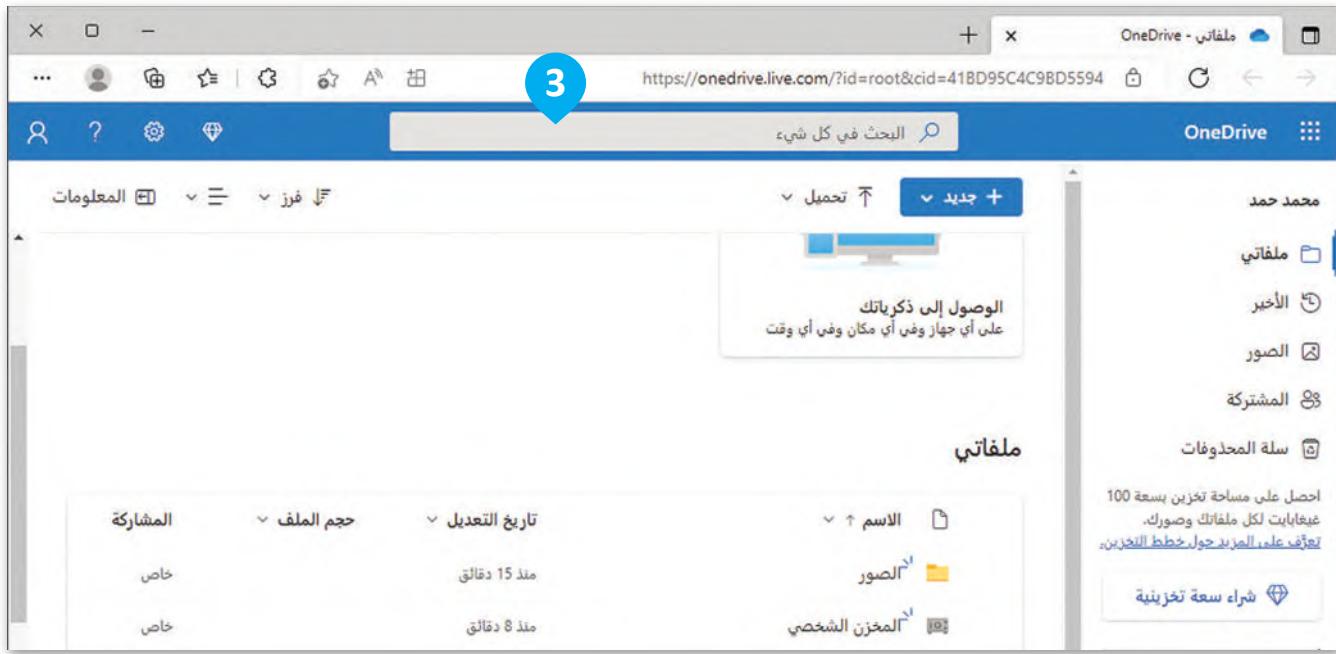 ملفاتي - OneDrive
https://onedrive.live.com/?id=root&cid=41BD95C4C9BD5594
3
OneDrive
البحث في كل شيء
?
محمد حمد
ملفاتي
الأخير
الصور
المشتركة
سلة المحذوفات
احصل على مساحة تخزين بسعة 100
غيغابايت لكل ملفاتك وصورك.
تعرّف على المزيد حول خطط التخزين.
شراء سعة تخزينية
+ جديد
تحميل
فرز
المعلومات
الوصول إلى ذكرياتك
على أي جهاز وفي أي مكان وفي أي وقت
ملفاتي
الاسم ↑ تاريخ التعديل حجم الملف المشاركة
الصور منذ 15 دقائق خاص
المخزن الشخصي منذ 8 دقائق خاص